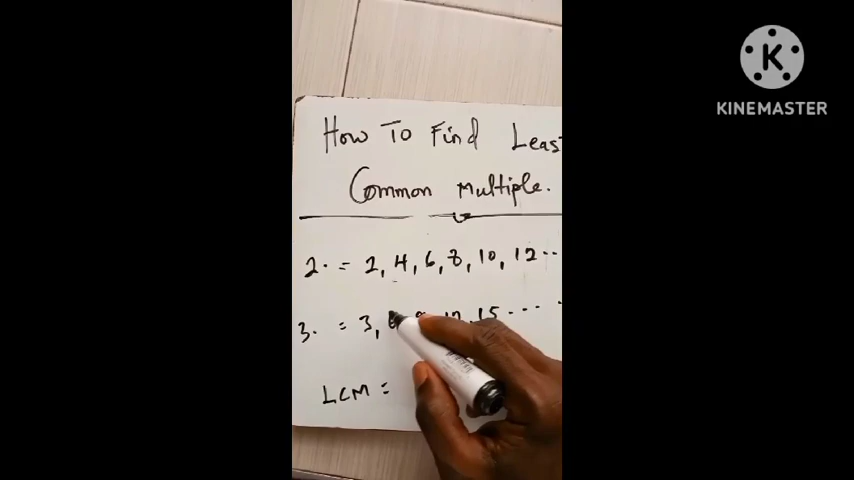 How To Find Leas
Common Multiple.
2. = 2, 4, 6, 8, 10, 12 ..
3. = 3, 15 ....
LCM =
KINEMASTER